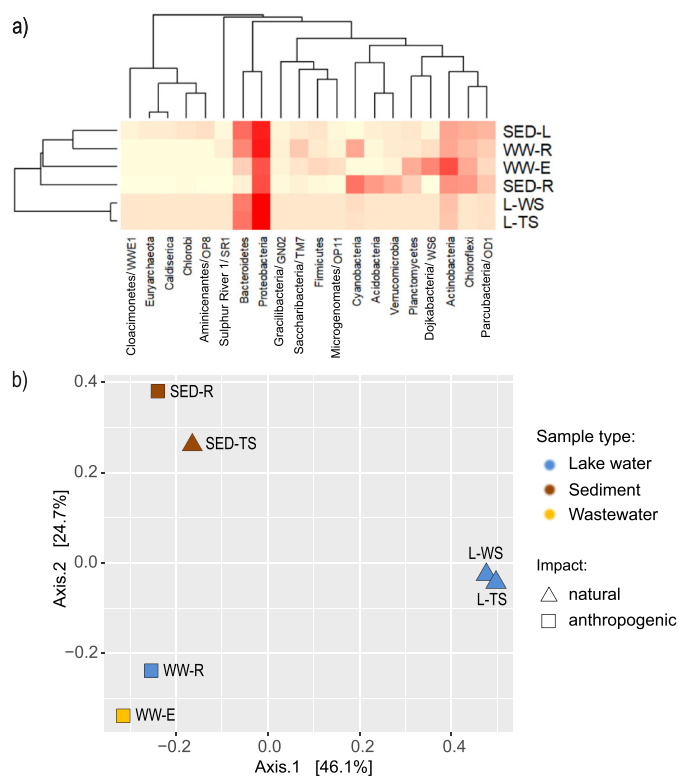 a)
SED-L
WW-R
WW-E
SED-R
L-WS
L-TS
Cloacimonetes/WWE1
Euryarchaeota
Caldiserica
Chlorobi
Aminicenantes/OP8
Sulphur River 1/SR1
Bacteroidetes
Proteobacteria
Gracilibacteria/GN02
Saccharibacteria/TM7
Firmicutes
Microgenomates/OP11
Cyanobacteria
Acidobacteria
Verrucomicrobia
Planctomycetes
Dojkabacteria/WS6
Actinobacteria
Chloroflexi
Parcubacteria/OD1
b)
0.4
0.2
0.0
−0.2
Axis.2 [24.7%]
SED-R
SED-TS
L-WS
L-TS
WW-R
WW-E
−0.2
0.0
0.2
0.4
Axis.1 [46.1%]
Sample type:
Lake water
Sediment
Wastewater
Impact:
natural
anthropogenic